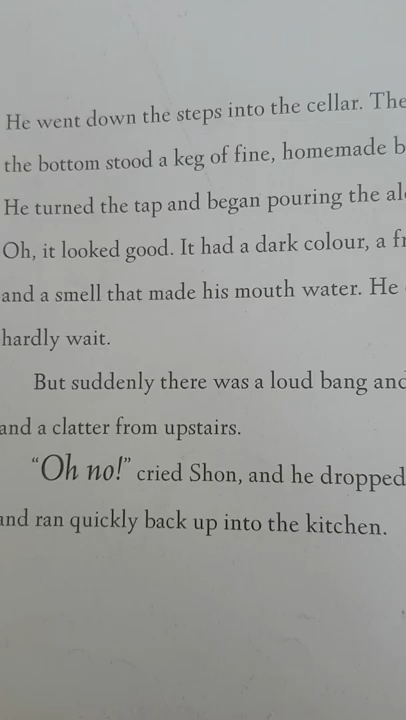 He went down the steps into the cellar. The
the bottom stood a keg of fine, homemade
He turned the tap and began pouring the
Oh, it looked good. It had a dark colour, a
and a smell that made his mouth water. He
hardly wait.
But suddenly there was a loud bang and
and a clatter from upstairs.
“Oh no!” cried Shon, and he dropped
and ran quickly back up into the kitchen.